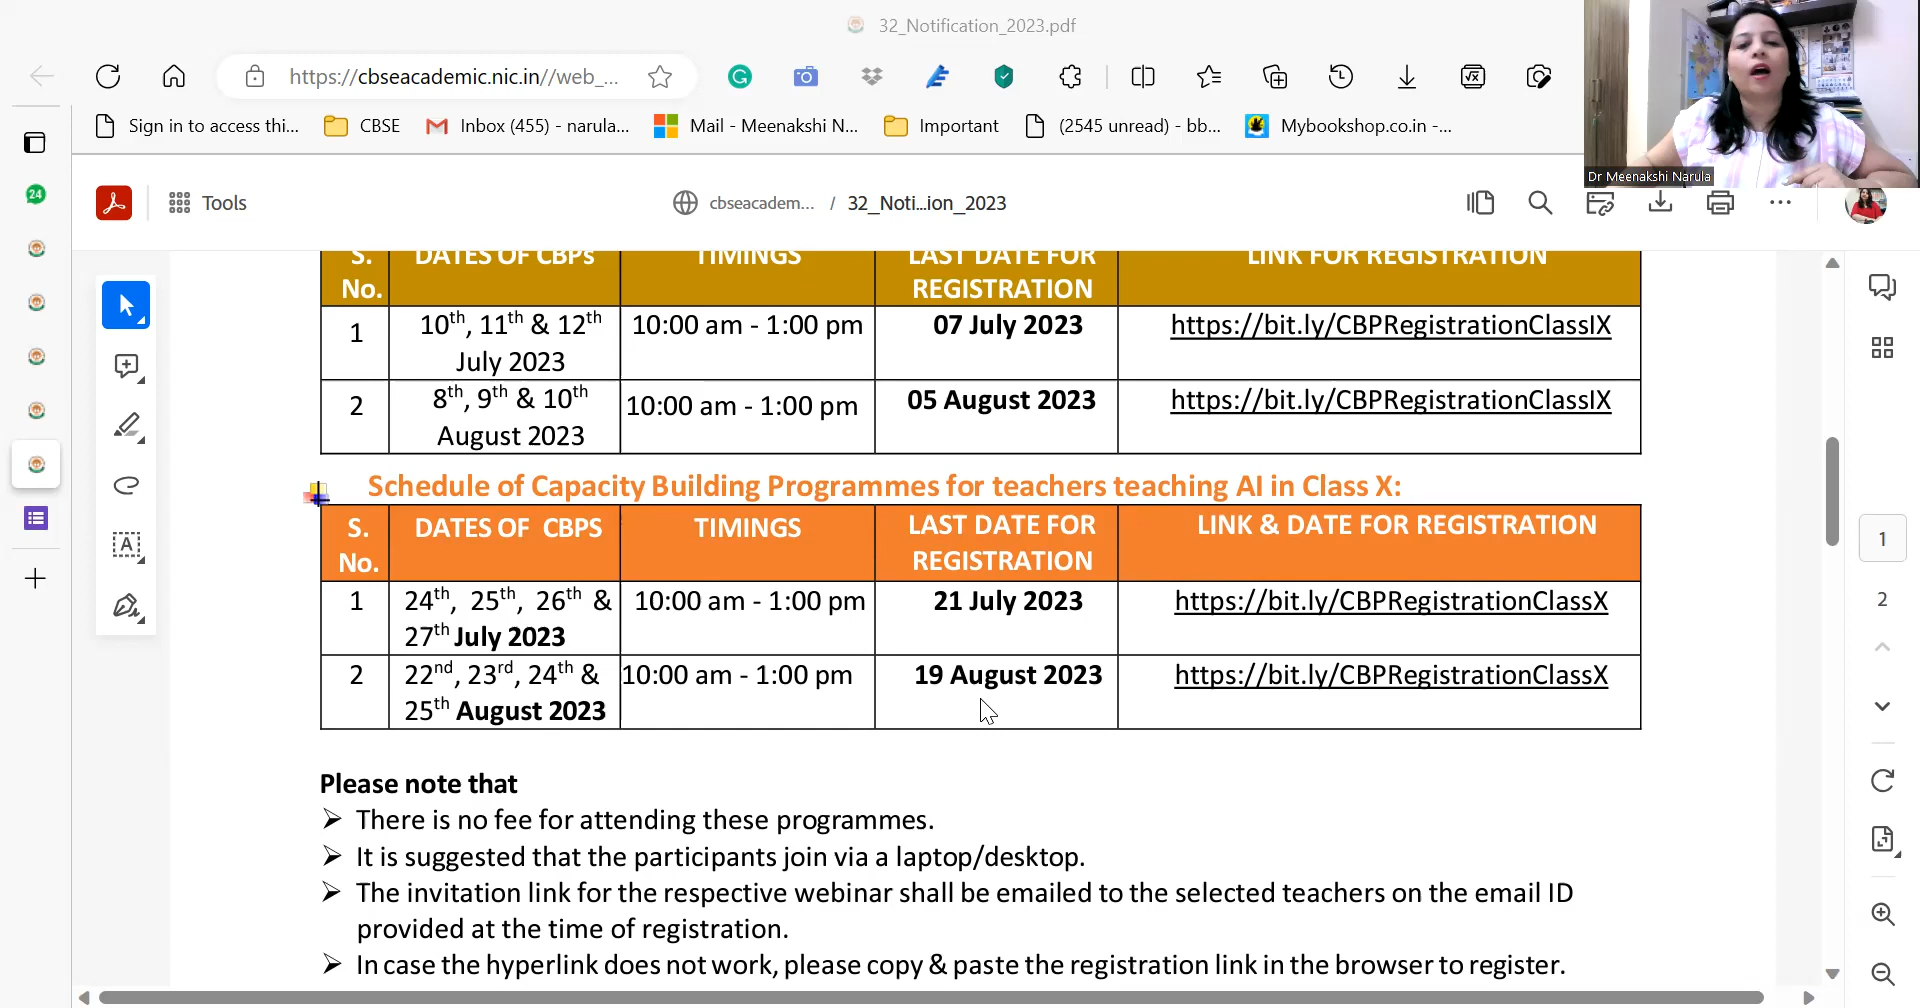 32_Notification_2023.pdf
https://cbseacademic.nic.in//web_...
Sign in to access thi...
CBSE
Inbox (455) - narula...
Mail - Meenakshi N...
Important
(2545 unread) - bb...
Mybookshop.co.in -...
Dr Meenakshi Narula
24
Tools
cbseacadem... / 32_Noti...ion_2023
S. No.
DATES OF CBPs
TIMINGS
LAST DATE FOR REGISTRATION
LINK FOR REGISTRATION
1
10th, 11th & 12th
July 2023
10:00 am - 1:00 pm
07 July 2023
https://bit.ly/CBPRegistrationClassIX
2
8th, 9th & 10th
August 2023
10:00 am - 1:00 pm
05 August 2023
https://bit.ly/CBPRegistrationClassIX
Schedule of Capacity Building Programmes for teachers teaching AI in Class X:
S. No.
DATES OF CBPS
TIMINGS
LAST DATE FOR REGISTRATION
LINK & DATE FOR REGISTRATION
1
24th, 25th, 26th &
27th July 2023
10:00 am - 1:00 pm
21 July 2023
https://bit.ly/CBPRegistrationClassX
2
22nd, 23rd, 24th &
25th August 2023
10:00 am - 1:00 pm
19 August 2023
https://bit.ly/CBPRegistrationClassX
Please note that
➢ There is no fee for attending these programmes.
➢ It is suggested that the participants join via a laptop/desktop.
➢ The invitation link for the respective webinar shall be emailed to the selected teachers on the email ID
provided at the time of registration.
➢ In case the hyperlink does not work, please copy & paste the registration link in the browser to register.
1
2